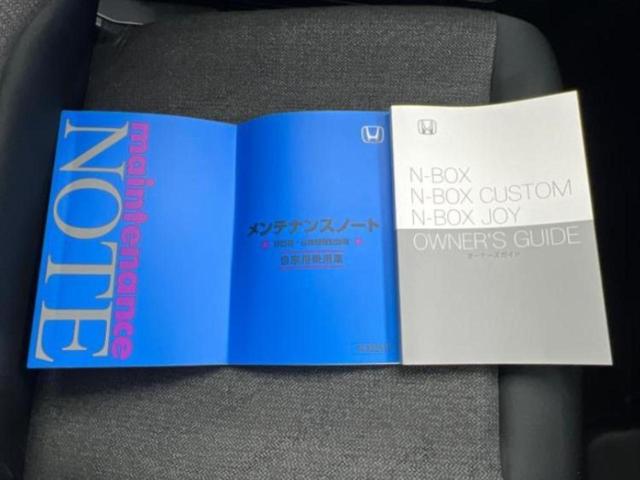 maintenance
NOTE
メンテナンスノート
自家用乗用車
N-BOX
N-BOX CUSTOM
N-BOX JOY
OWNER'S GUIDE
オーナーズガイド